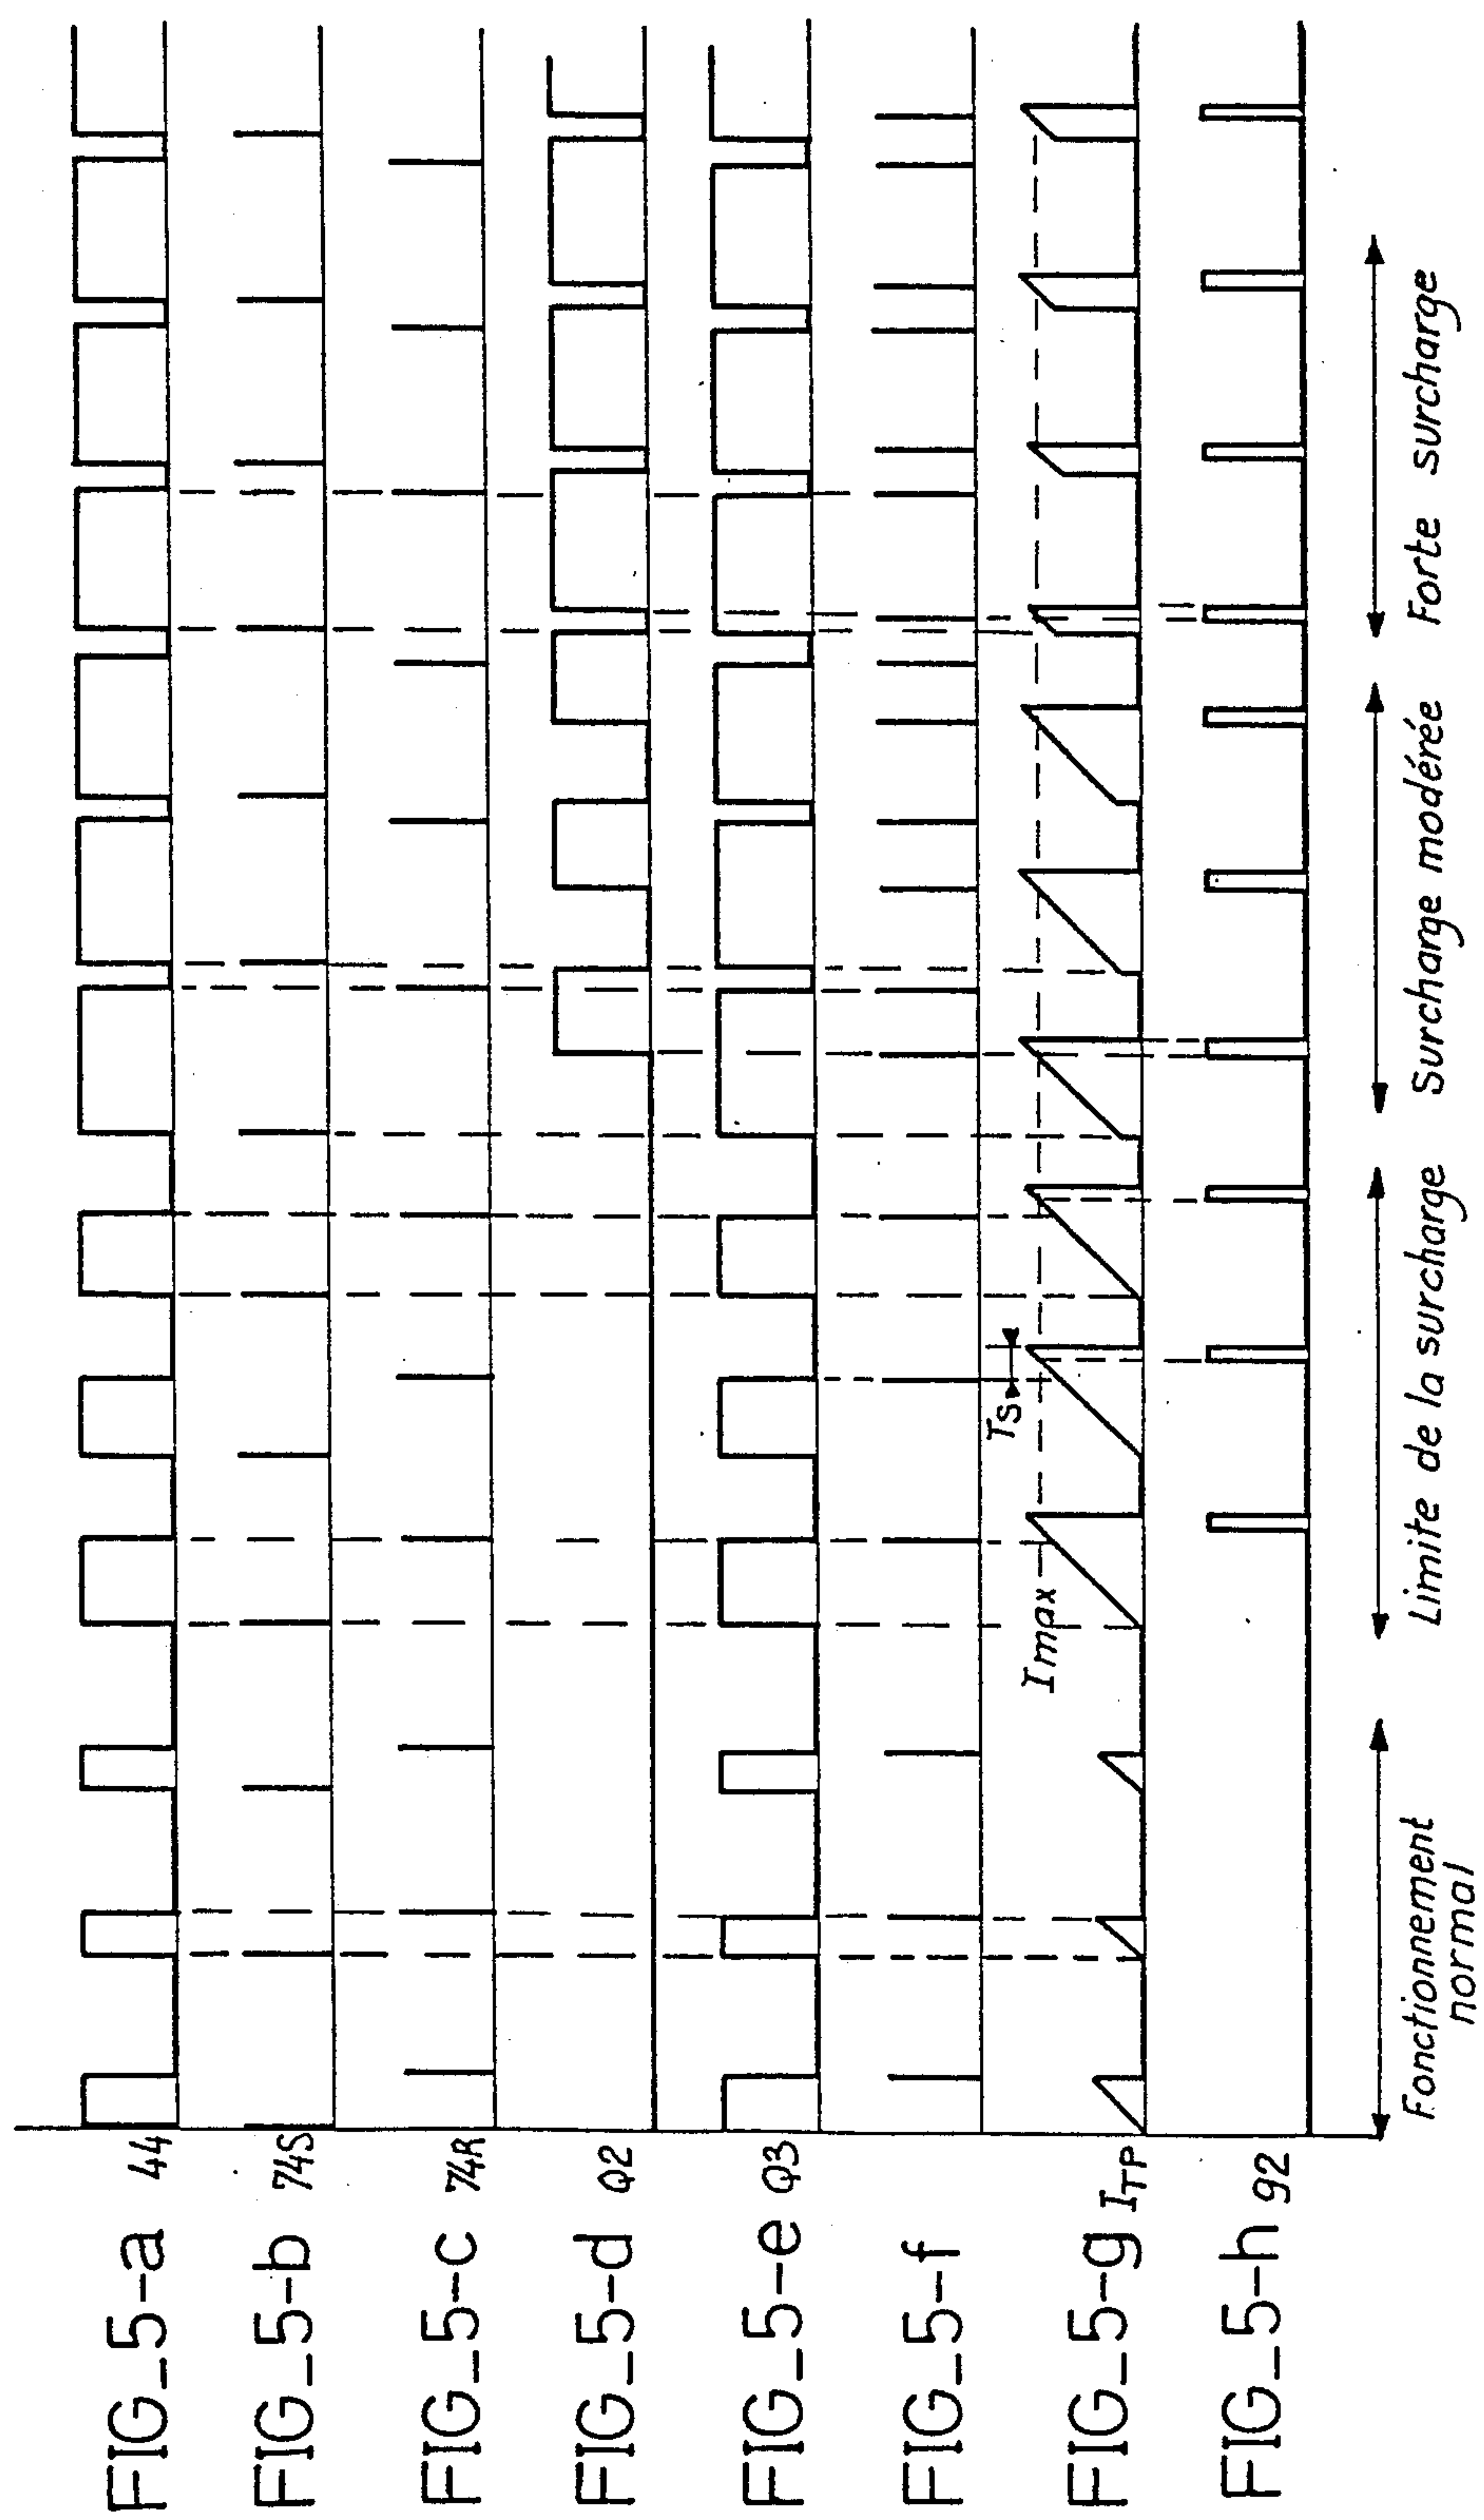 FIG_5-a 44
FIG_5-b 74S
FIG_5-c 74R
FIG_5-d Q2
FIG_5-e Q3
FIG_5-f
FIG_5-g ITP
FIG_5-h 92
Imax
TS
Fonctionnement
normal
Limite de la surcharge
Surcharge modérée
Forte surcharge